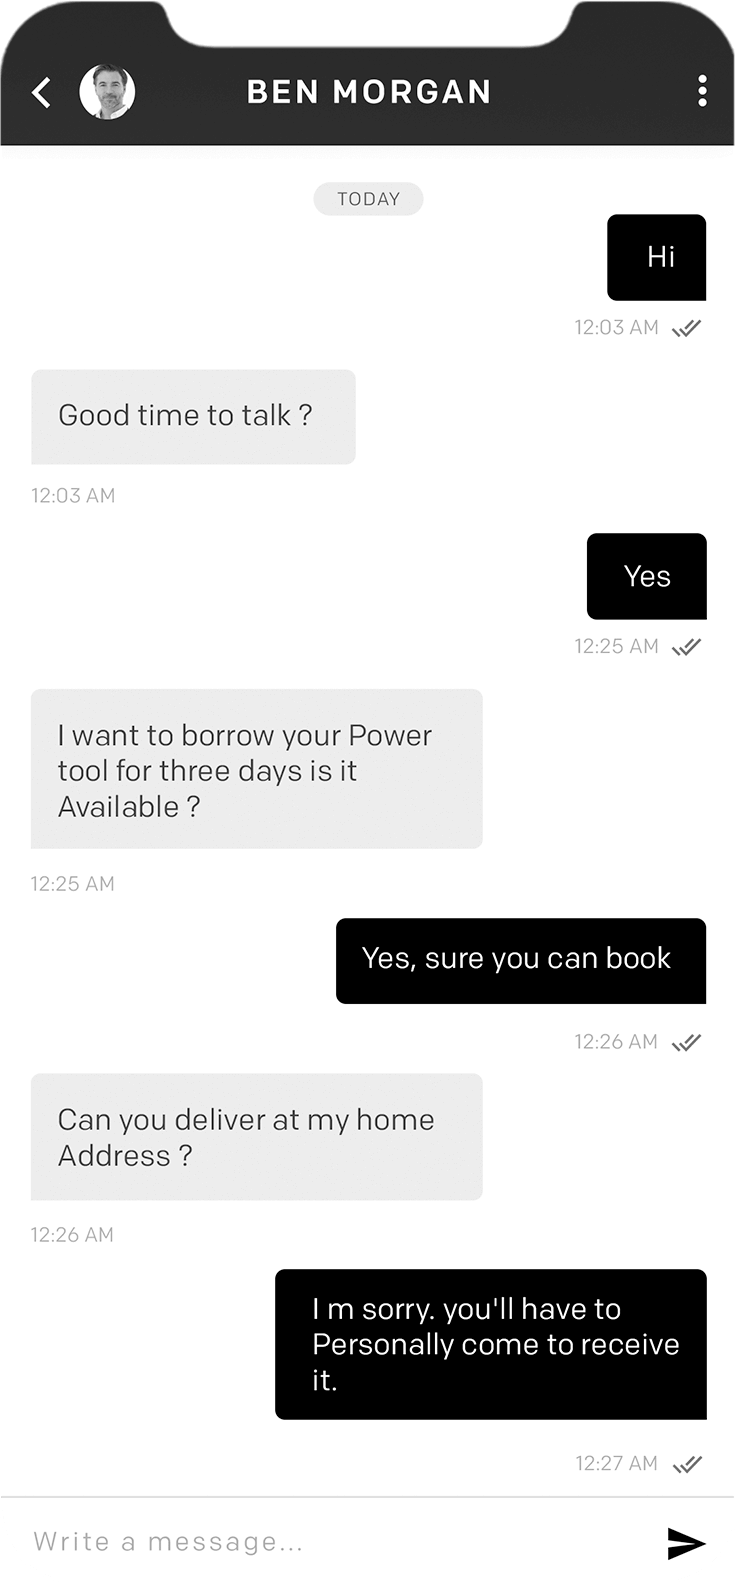 BEN MORGAN
TODAY
Hi
12:03 AM
Good time to talk ?
12:03 AM
Yes
12:25 AM
I want to borrow your Power
tool for three days is it
Available ?
12:25 AM
Yes, sure you can book
12:26 AM
Can you deliver at my home
Address ?
12:26 AM
I m sorry. you'll have to
Personally come to receive
it.
12:27 AM
Write a message...